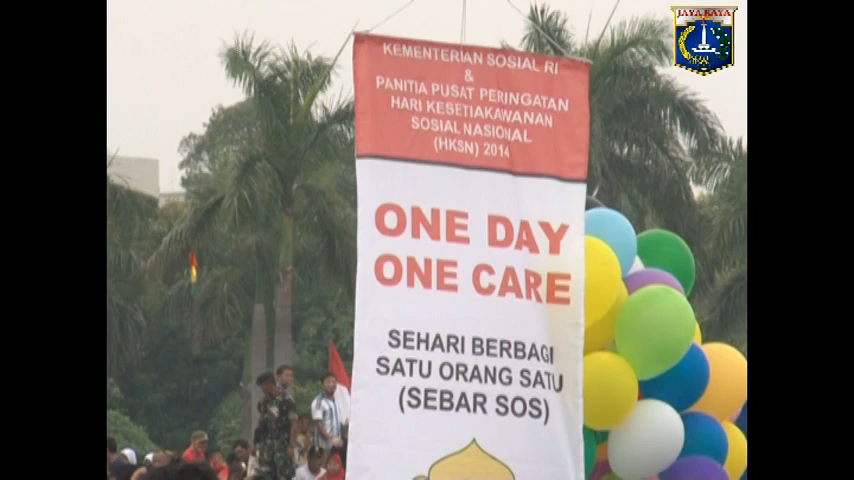 JAYA RAYA
KEMENTERIAN SOSIAL RI
&
PANITIA PUSAT PERINGATAN
HARI KESETIAKAWANAN
SOSIAL NASIONAL
(HKSN) 2014
ONE DAY
ONE CARE
SEHARI BERBAGI
SATU ORANG SATU
(SEBAR SOS)